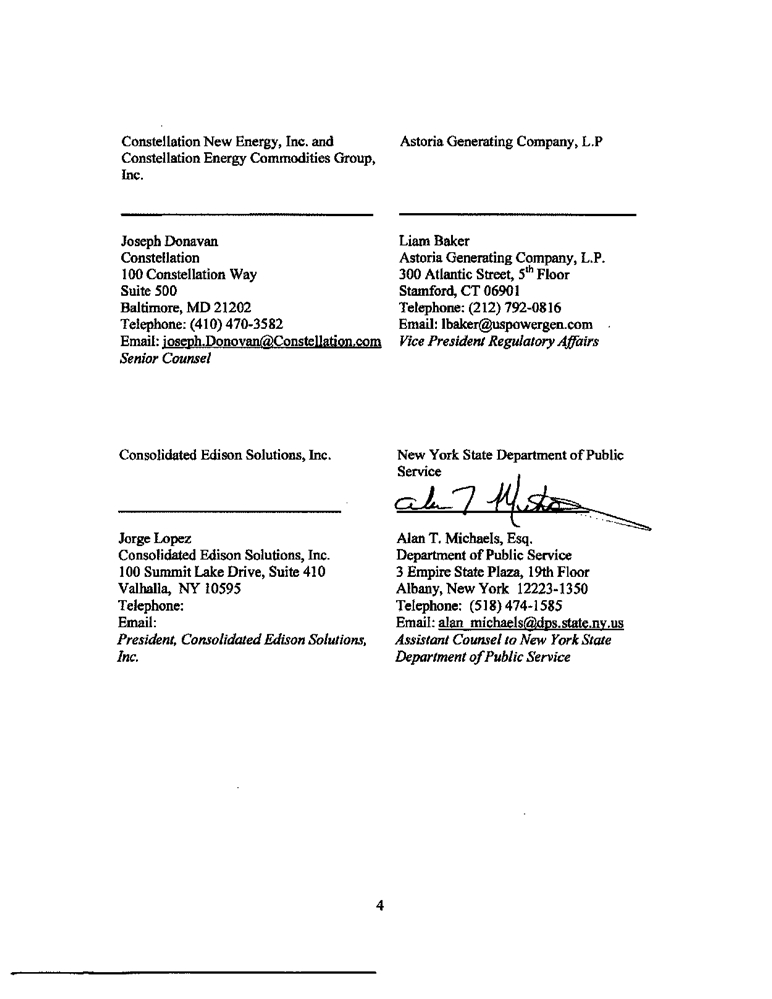 Constellation New Energy, Inc. and
Constellation Energy Commodities Group,
Inc.
Astoria Generating Company, L.P
Joseph Donavan
Constellation
100 Constellation Way
Suite 500
Baltimore, MD 21202
Telephone: (410) 470-3582
Email: joseph.Donovan@Constellation.com
Senior Counsel
Liam Baker
Astoria Generating Company, L.P.
300 Atlantic Street, 5th Floor
Stamford, CT 06901
Telephone: (212) 792-0816
Email: lbaker@uspowergen.com
Vice President Regulatory Affairs
Consolidated Edison Solutions, Inc.
Jorge Lopez
Consolidated Edison Solutions, Inc.
100 Summit Lake Drive, Suite 410
Valhalla, NY 10595
Telephone:
Email:
President, Consolidated Edison Solutions,
Inc.
New York State Department of Public
Service
Alan T. Michaels, Esq.
Department of Public Service
3 Empire State Plaza, 19th Floor
Albany, New York 12223-1350
Telephone: (518) 474-1585
Email: alan_michaels@dps.state.ny.us
Assistant Counsel to New York State
Department of Public Service
4